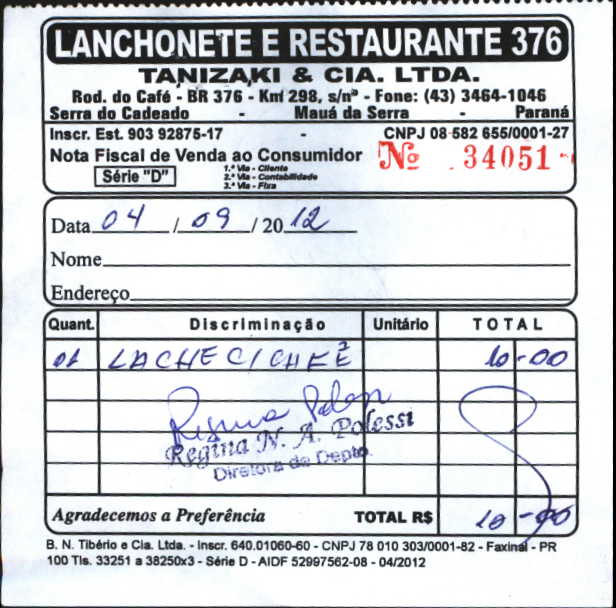 LANCHONETE E RESTAURANTE 376
TANIZAKI & CIA. LTDA.
Rod. do Café - BR 376 - Km 298, s/nº - Fone: (43) 3464-1046
Serra do Cadeado - Mauá da Serra - Paraná
Inscr. Est. 903 92875-17 - CNPJ 08 582 655/0001-27
Nota Fiscal de Venda ao Consumidor Nº 34051
Série "D"
1.ª Via - Cliente
2.ª Via - Contabilidade
3.ª Via - Fixa
Data 04 / 09 / 2012
Nome
Endereço
Quant. Discriminação Unitário TOTAL
01 LACHE C/CHFE 10-00
Regina N. A. Polessi
Diretora de Depto.
Agradecemos a Preferência TOTAL R$ 10-00
B. N. Tibério e Cia. Ltda. - Inscr. 640.01060-60 - CNPJ 78 010 303/0001-82 - Faxinal - PR
100 Tls. 33251 a 38250x3 - Série D - AIDF 52997562-08 - 04/2012